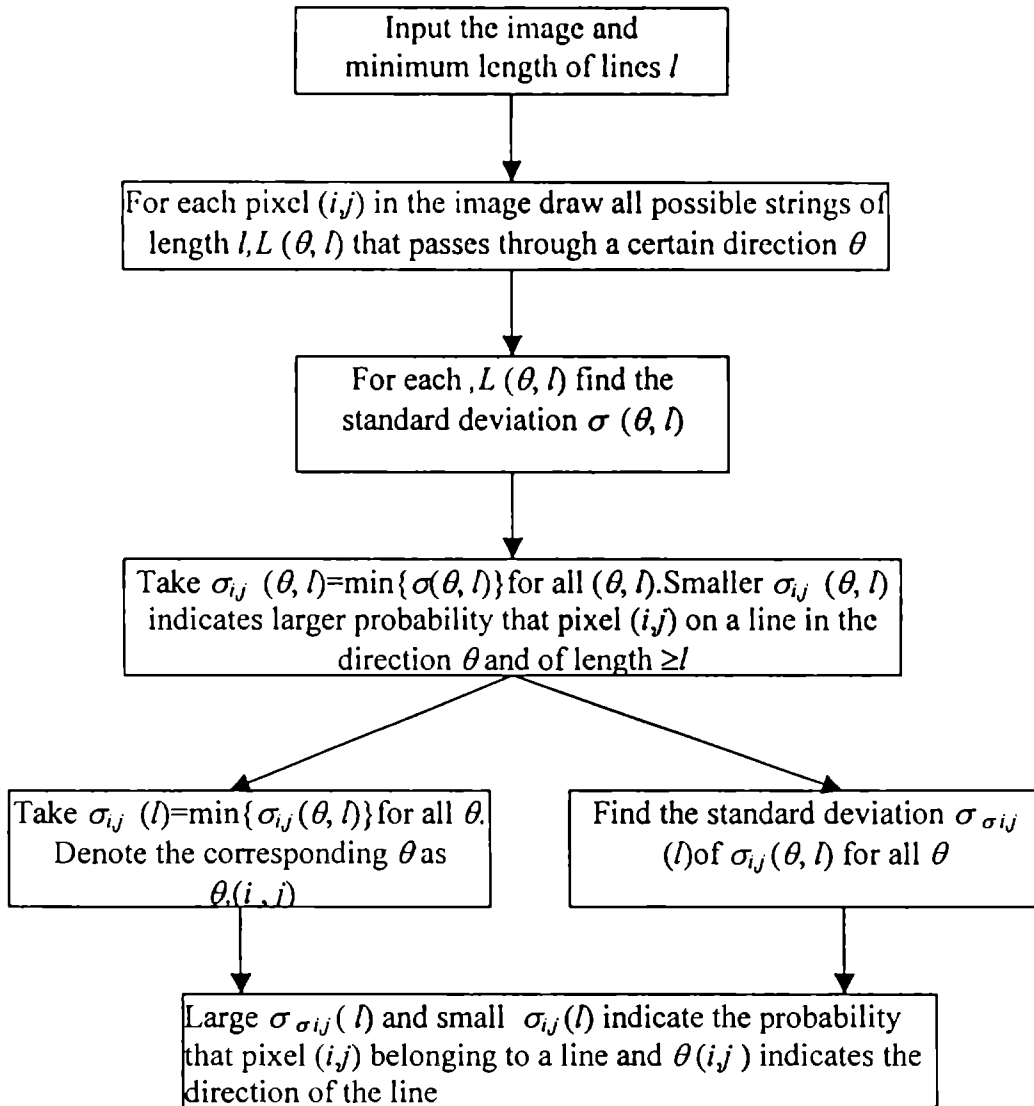 Input the image and
minimum length of lines l
For each pixel (i,j) in the image draw all possible strings of
length l,L (θ, l) that passes through a certain direction θ
For each ,L (θ, l) find the
standard deviation σ (θ, l)
Take σi,j (θ, l)=min{σ(θ, l)}for all (θ, l).Smaller σi,j (θ, l)
indicates larger probability that pixel (i,j) on a line in the
direction θ and of length ≥l
Take σi,j (l)=min{σi,j(θ, l)}for all θ.
Denote the corresponding θ as
θ.(i , j)
Find the standard deviation σσij
(l)of σi,j(θ, l) for all θ
Large σσij( l) and small σi,j(l) indicate the probability
that pixel (i,j) belonging to a line and θ(i,j ) indicates the
direction of the line